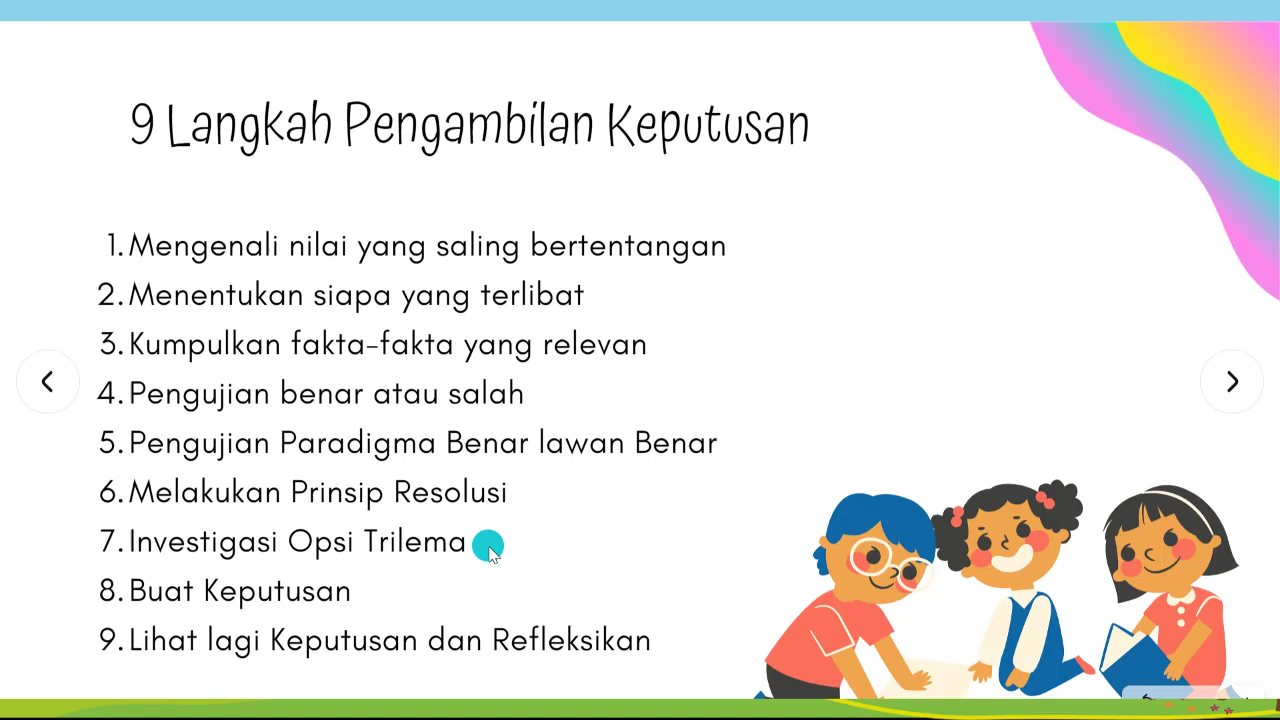 9 Langkah Pengambilan Keputusan
1. Mengenali nilai yang saling bertentangan
2. Menentukan siapa yang terlibat
3. Kumpulkan fakta-fakta yang relevan
4. Pengujian benar atau salah
5. Pengujian Paradigma Benar lawan Benar
6. Melakukan Prinsip Resolusi
7. Investigasi Opsi Trilema
8. Buat Keputusan
9. Lihat lagi Keputusan dan Refleksikan